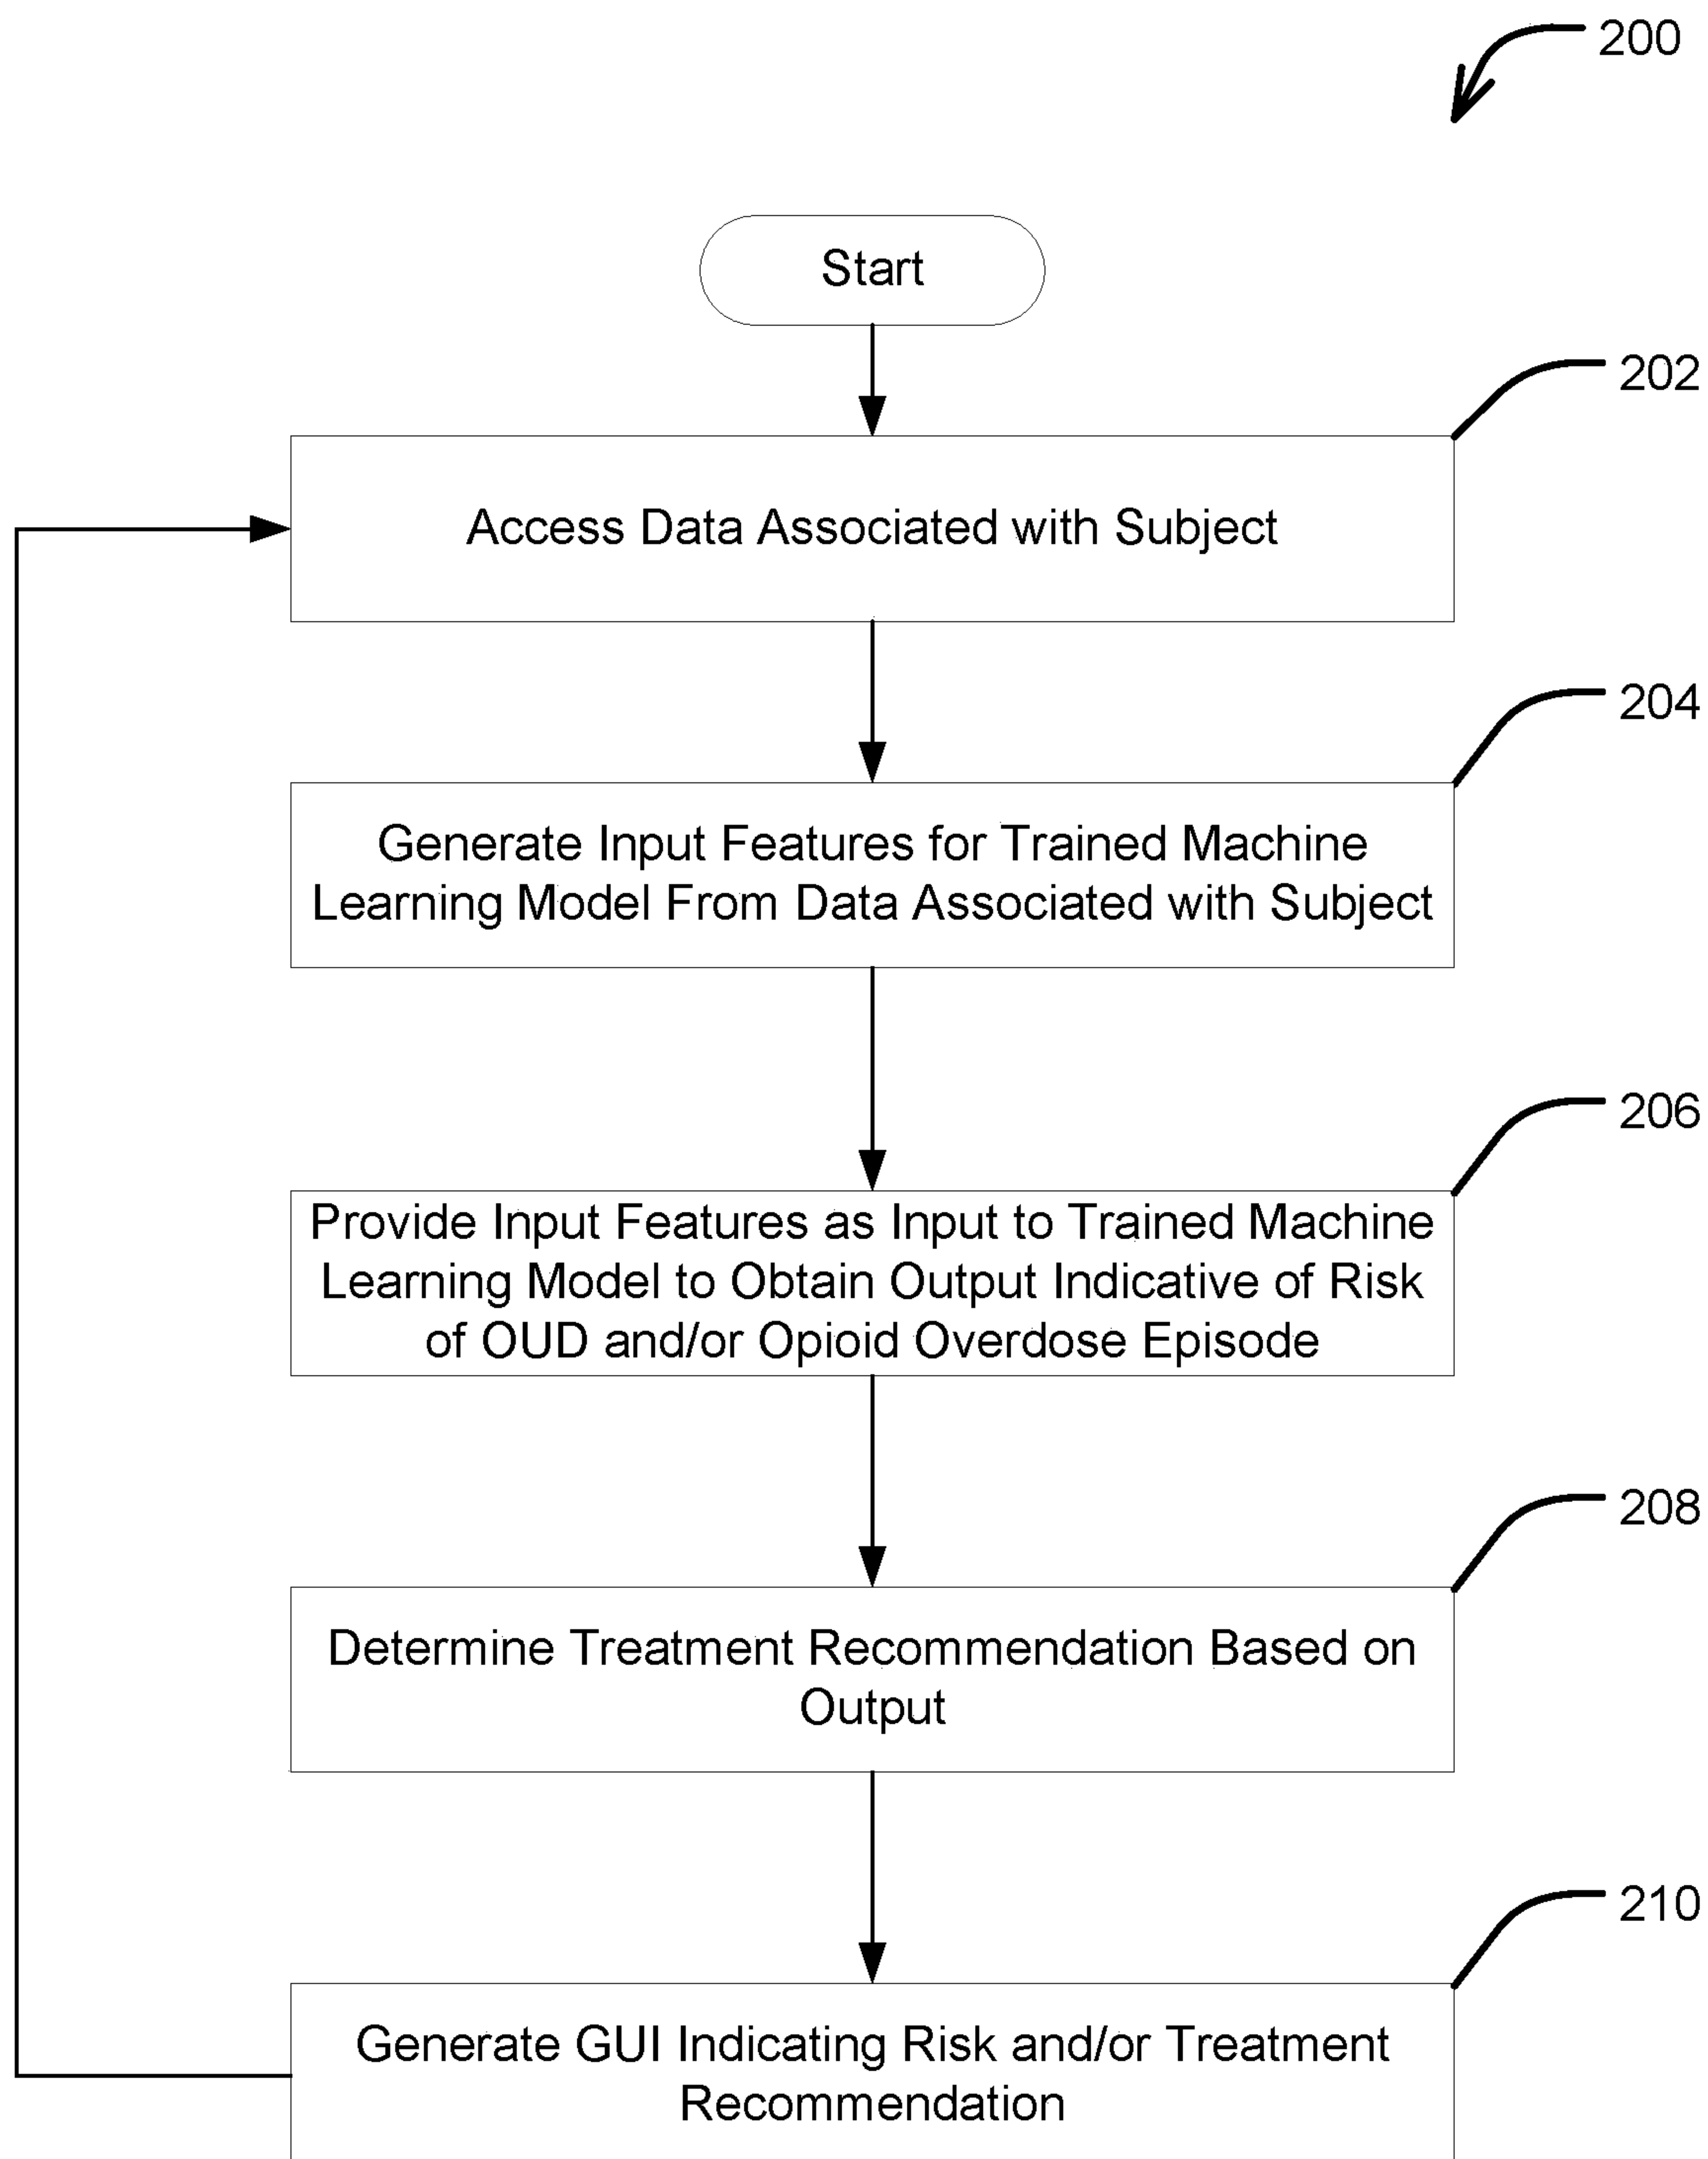 200
Start
202
Access Data Associated with Subject
204
Generate Input Features for Trained Machine
Learning Model From Data Associated with Subject
206
Provide Input Features as Input to Trained Machine
Learning Model to Obtain Output Indicative of Risk
of OUD and/or Opioid Overdose Episode
208
Determine Treatment Recommendation Based on
Output
210
Generate GUI Indicating Risk and/or Treatment
Recommendation